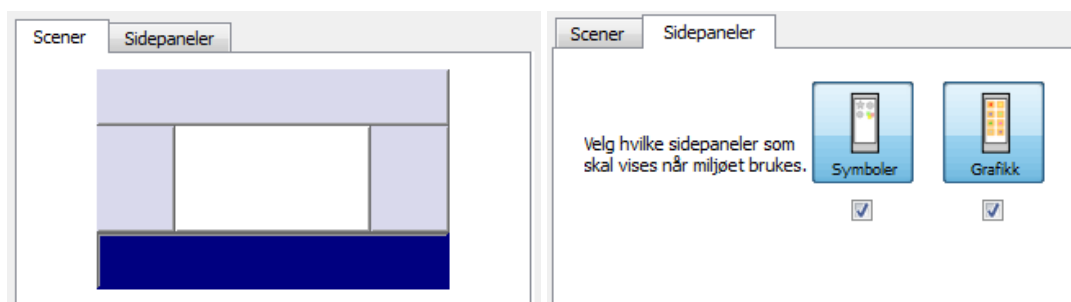 Scener Sidepaneler
Scener Sidepaneler
Velg hvilke sidepaneler som
skal vises når miljøet brukes.
Symboler Grafikk